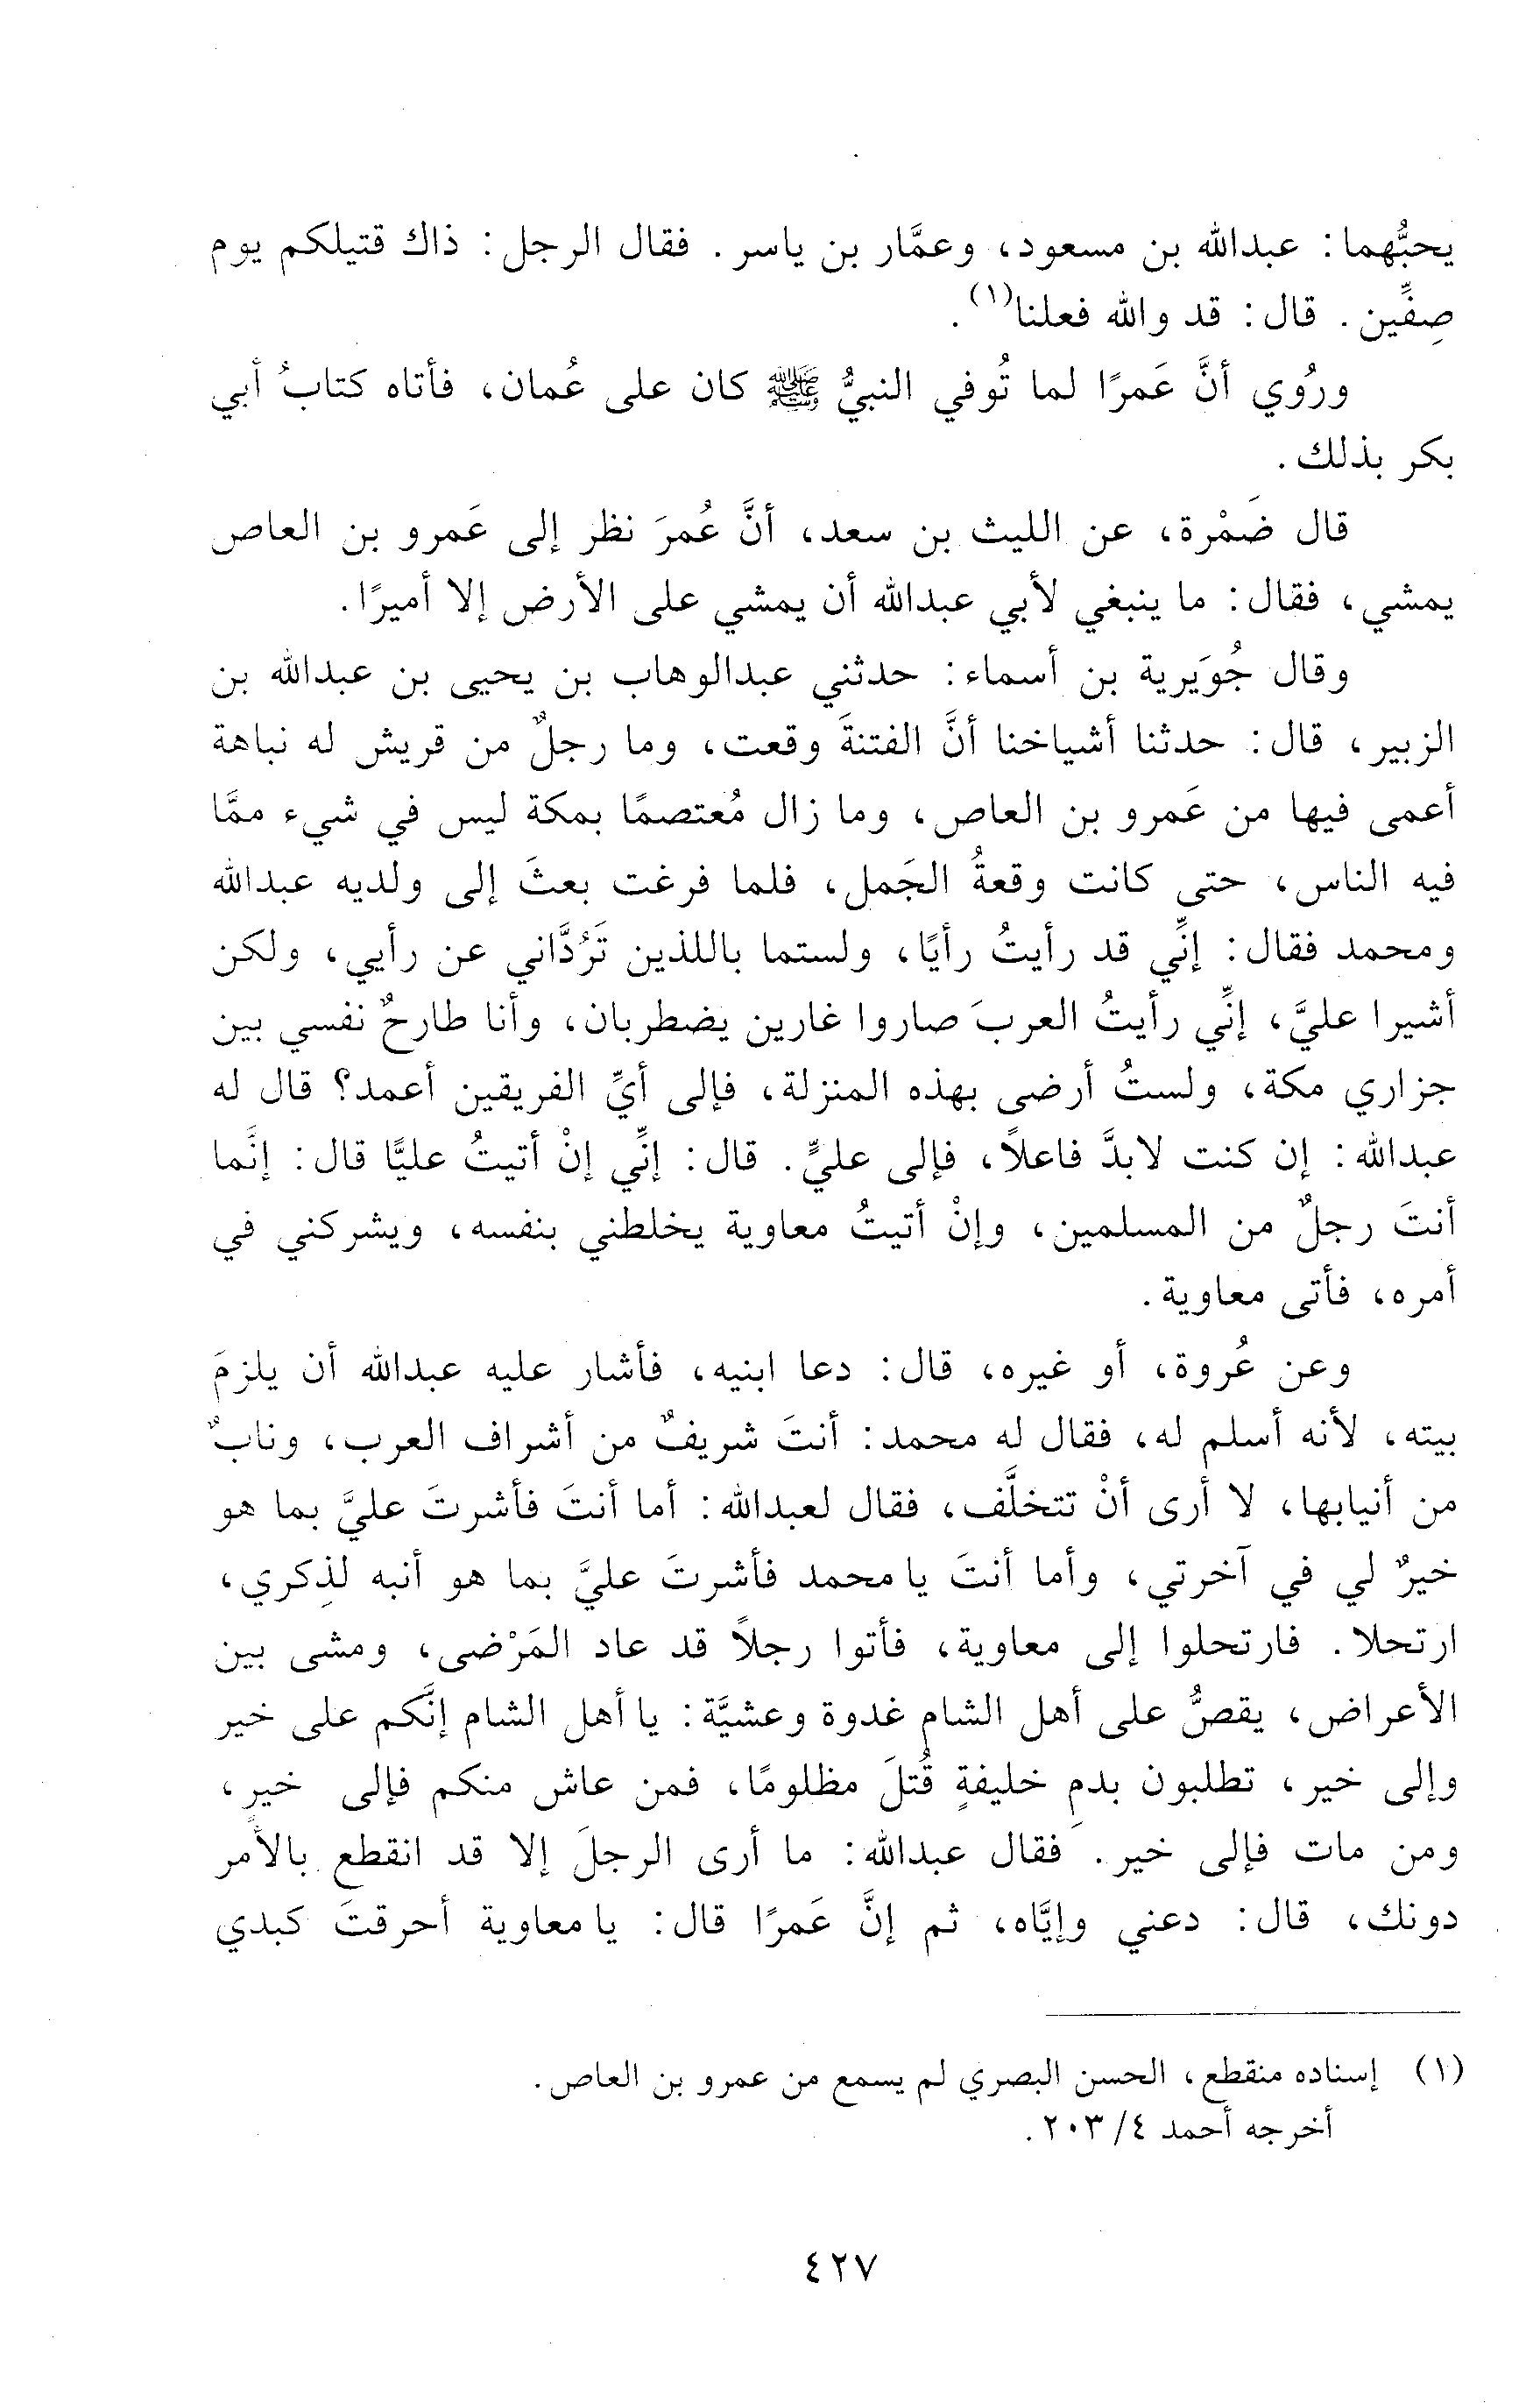 يحبُّهما: عبدالله بن مسعود، وعمَّار بن ياسر. فقال الرجل: ذاك قتيلكم يوم
صِفِّين. قال: قد والله فعلنا(١).
ورُوي أنَّ عَمرًا لما تُوفي النبيُّ ﷺ كان على عُمان، فأتاه كتابُ أبي
بكر بذلك.
قال ضَمْرة، عن الليث بن سعد، أنَّ عُمرَ نظر إلى عَمرو بن العاص
يمشي، فقال: ما ينبغي لأبي عبدالله أن يمشي على الأرض إلا أميرًا.
وقال جُوَيرية بن أسماء: حدثني عبدالوهاب بن يحيى بن عبدالله بن
الزبير، قال: حدثنا أشياخنا أنَّ الفتنةَ وقعت، وما رجلٌ من قريش له نباهة
أعمى فيها من عَمرو بن العاص، وما زال مُعتصمًا بمكة ليس في شيء ممَّا
فيه الناس، حتى كانت وقعةُ الجَمل، فلما فرغت بعثَ إلى ولديه عبدالله
ومحمد فقال: إنِّي قد رأيتُ رأيًا، ولستما باللذين تَرُدَّاني عن رأيي، ولكن
أشيرا عليَّ، إنِّي رأيتُ العربَ صاروا غارين يضطربان، وأنا طارحٌ نفسي بين
جزاري مكة، ولستُ أرضى بهذه المنزلة، فإلى أيِّ الفريقين أعمد؟ قال له
عبدالله: إن كنت لابدَّ فاعلًا، فإلى عليٍّ. قال: إنِّي إنْ أتيتُ عليًّا قال: إنَّما
أنتَ رجلٌ من المسلمين، وإنْ أتيتُ معاوية يخلطني بنفسه، ويشركني في
أمره، فأتى معاوية.
وعن عُروة، أو غيره، قال: دعا ابنيه، فأشار عليه عبدالله أن يلزمَ
بيته، لأنه أسلم له، فقال له محمد: أنتَ شريفٌ من أشراف العرب، ونابٌ
من أنيابها، لا أرى أنْ تتخلَّف، فقال لعبدالله: أما أنتَ فأشرتَ عليَّ بما هو
خيرٌ لي في آخرتي، وأما أنتَ يا محمد فأشرتَ عليَّ بما هو أنبه لذِكري،
ارتحلا. فارتحلوا إلى معاوية، فأتوا رجلًا قد عاد المَرْضى، ومشى بين
الأعراض، يقصُّ على أهل الشام غدوة وعشيَّة: يا أهل الشام إنَّكم على خير
وإلى خير، تطلبون بدمِ خليفةٍ قُتلَ مظلومًا، فمن عاش منكم فإلى خيرٍ،
ومن مات فإلى خير. فقال عبدالله: ما أرى الرجلَ إلا قد انقطع بالأمر
دونك، قال: دعني وإيَّاه، ثم إنَّ عَمرًا قال: يا معاوية أحرقتَ كبدي
(١) إسناده منقطع، الحسن البصري لم يسمع من عمرو بن العاص.
أخرجه أحمد ٤/ ٢٠٣.
٤٢٧